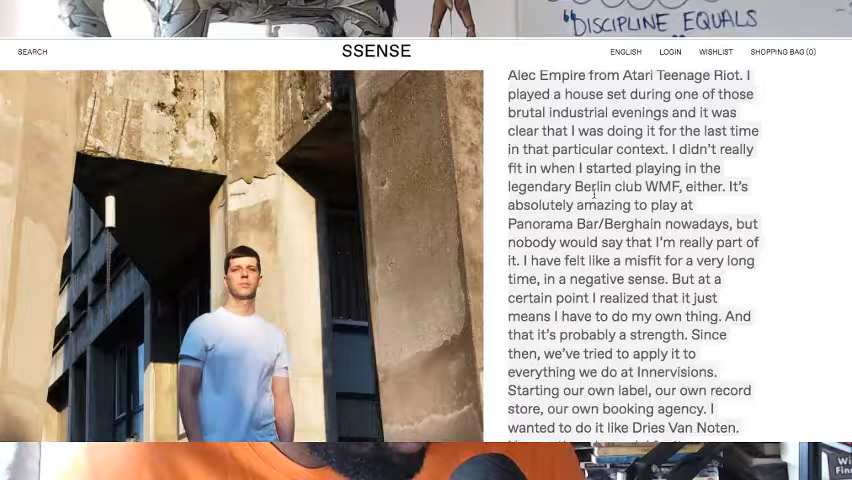 “DISCIPLINE EQUALS
SEARCH
SSENSE
ENGLISH
LOGIN
WISHLIST
SHOPPING BAG (0)
Alec Empire from Atari Teenage Riot. I
played a house set during one of those
brutal industrial evenings and it was
clear that I was doing it for the last time
in that particular context. I didn’t really
fit in when I started playing in the
legendary Berlin club WMF, either. It’s
absolutely amazing to play at
Panorama Bar/Berghain nowadays, but
nobody would say that I’m really part of
it. I have felt like a misfit for a very long
time, in a negative sense. But at a
certain point I realized that it just
means I have to do my own thing. And
that it’s probably a strength. Since
then, we’ve tried to apply it to
everything we do at Innervisions.
Starting our own label, our own record
store, our own booking agency. I
wanted to do it like Dries Van Noten.